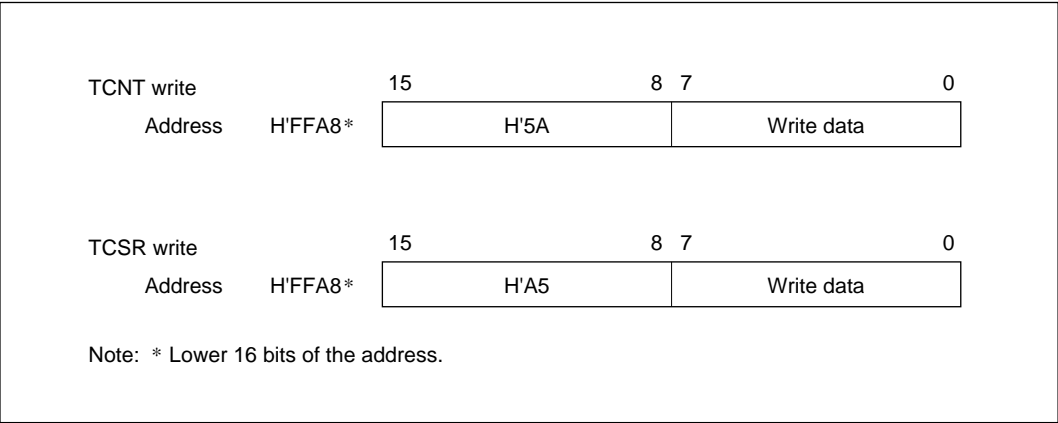 TCNT write 15 8 7 0
Address H'FFA8* H'5A Write data
TCSR write 15 8 7 0
Address H'FFA8* H'A5 Write data
Note: * Lower 16 bits of the address.